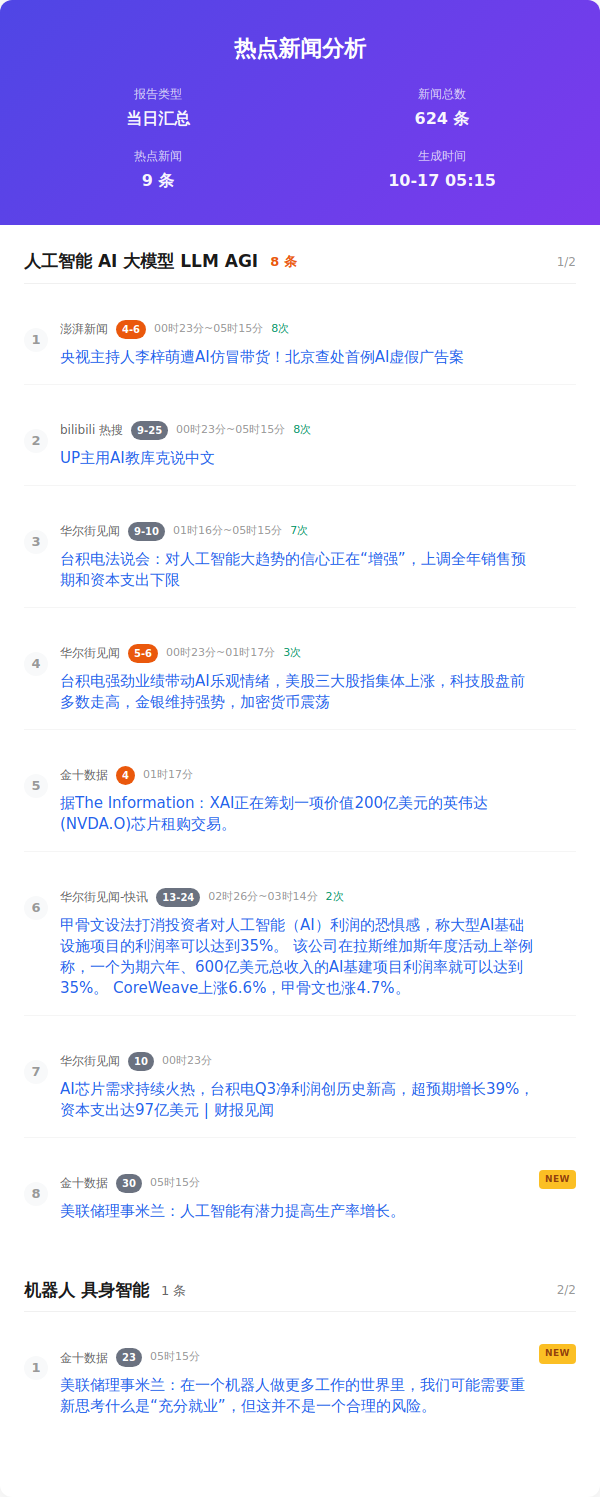 热点新闻分析
报告类型
新闻总数
当日汇总
624 条
热点新闻
生成时间
9 条
10-17 05:15
人工智能 AI 大模型 LLM AGI 8 条 1/2
1 澎湃新闻 4-6 00时23分~05时15分 8次
央视主持人李梓萌遭AI仿冒带货！北京查处首例AI虚假广告案
2 bilibili 热搜 9-25 00时23分~05时15分 8次
UP主用AI教库克说中文
3 华尔街见闻 9-10 01时16分~05时15分 7次
台积电法说会：对人工智能大趋势的信心正在“增强”，上调全年销售预
期和资本支出下限
4 华尔街见闻 5-6 00时23分~01时17分 3次
台积电强劲业绩带动AI乐观情绪，美股三大股指集体上涨，科技股盘前
多数走高，金银维持强势，加密货币震荡
5 金十数据 4 01时17分
据The Information：XAI正在筹划一项价值200亿美元的英伟达
(NVDA.O)芯片租购交易。
6 华尔街见闻-快讯 13-24 02时26分~03时14分 2次
甲骨文设法打消投资者对人工智能（AI）利润的恐惧感，称大型AI基础
设施项目的利润率可以达到35%。 该公司在拉斯维加斯年度活动上举例
称，一个为期六年、600亿美元总收入的AI基建项目利润率就可以达到
35%。 CoreWeave上涨6.6%，甲骨文也涨4.7%。
7 华尔街见闻 10 00时23分
AI芯片需求持续火热，台积电Q3净利润创历史新高，超预期增长39%，
资本支出达97亿美元 | 财报见闻
8 金十数据 30 05时15分 NEW
美联储理事米兰：人工智能有潜力提高生产率增长。
机器人 具身智能 1 条 2/2
1 金十数据 23 05时15分 NEW
美联储理事米兰：在一个机器人做更多工作的世界里，我们可能需要重
新思考什么是“充分就业”，但这并不是一个合理的风险。